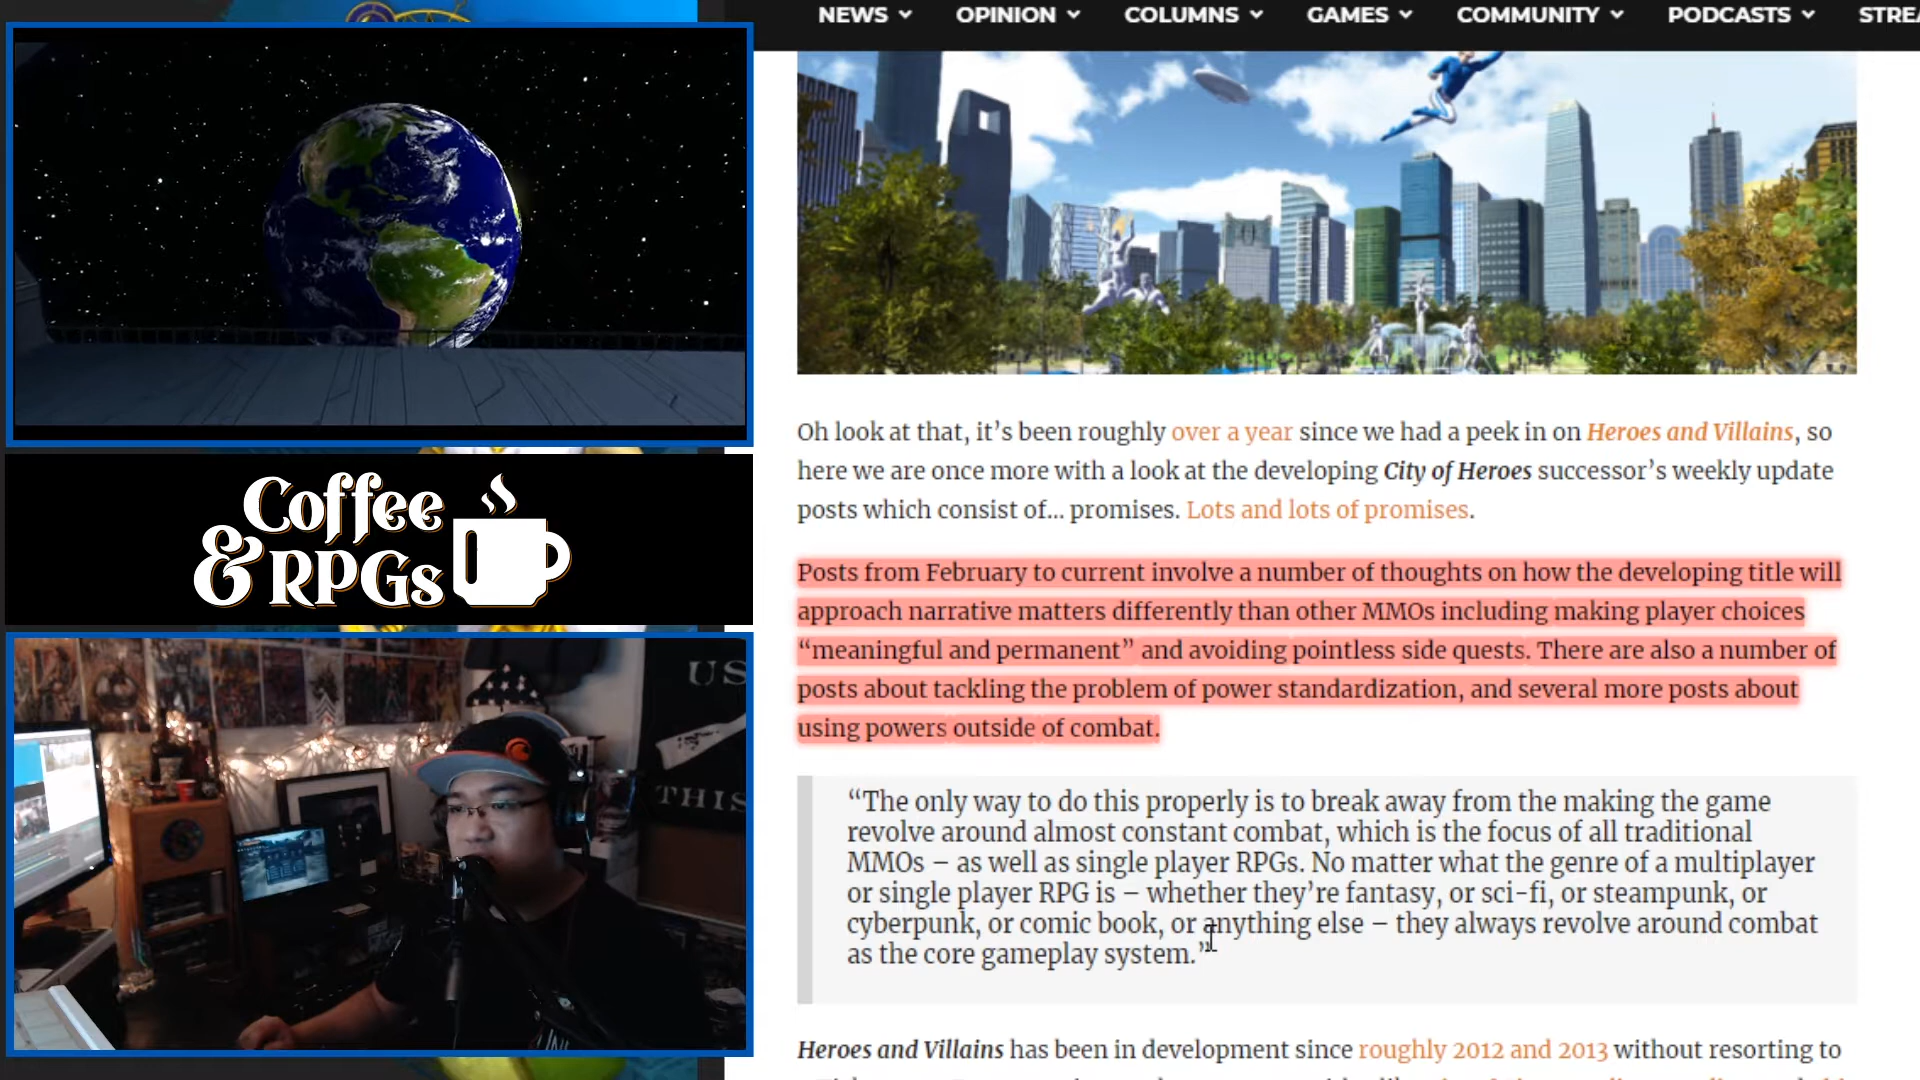 NEWS OPINION COLUMNS GAMES COMMUNITY PODCASTS STREA
Coffee
& RPGs
US
THIS
Oh look at that, it’s been roughly over a year since we had a peek in on Heroes and Villains, so
here we are once more with a look at the developing City of Heroes successor’s weekly update
posts which consist of… promises. Lots and lots of promises.
Posts from February to current involve a number of thoughts on how the developing title will
approach narrative matters differently than other MMOs including making player choices
“meaningful and permanent” and avoiding pointless side quests. There are also a number of
posts about tackling the problem of power standardization, and several more posts about
using powers outside of combat.
“The only way to do this properly is to break away from the making the game
revolve around almost constant combat, which is the focus of all traditional
MMOs – as well as single player RPGs. No matter what the genre of a multiplayer
or single player RPG is – whether they’re fantasy, or sci-fi, or steampunk, or
cyberpunk, or comic book, or anything else – they always revolve around combat
as the core gameplay system.”
Heroes and Villains has been in development since roughly 2012 and 2013 without resorting to